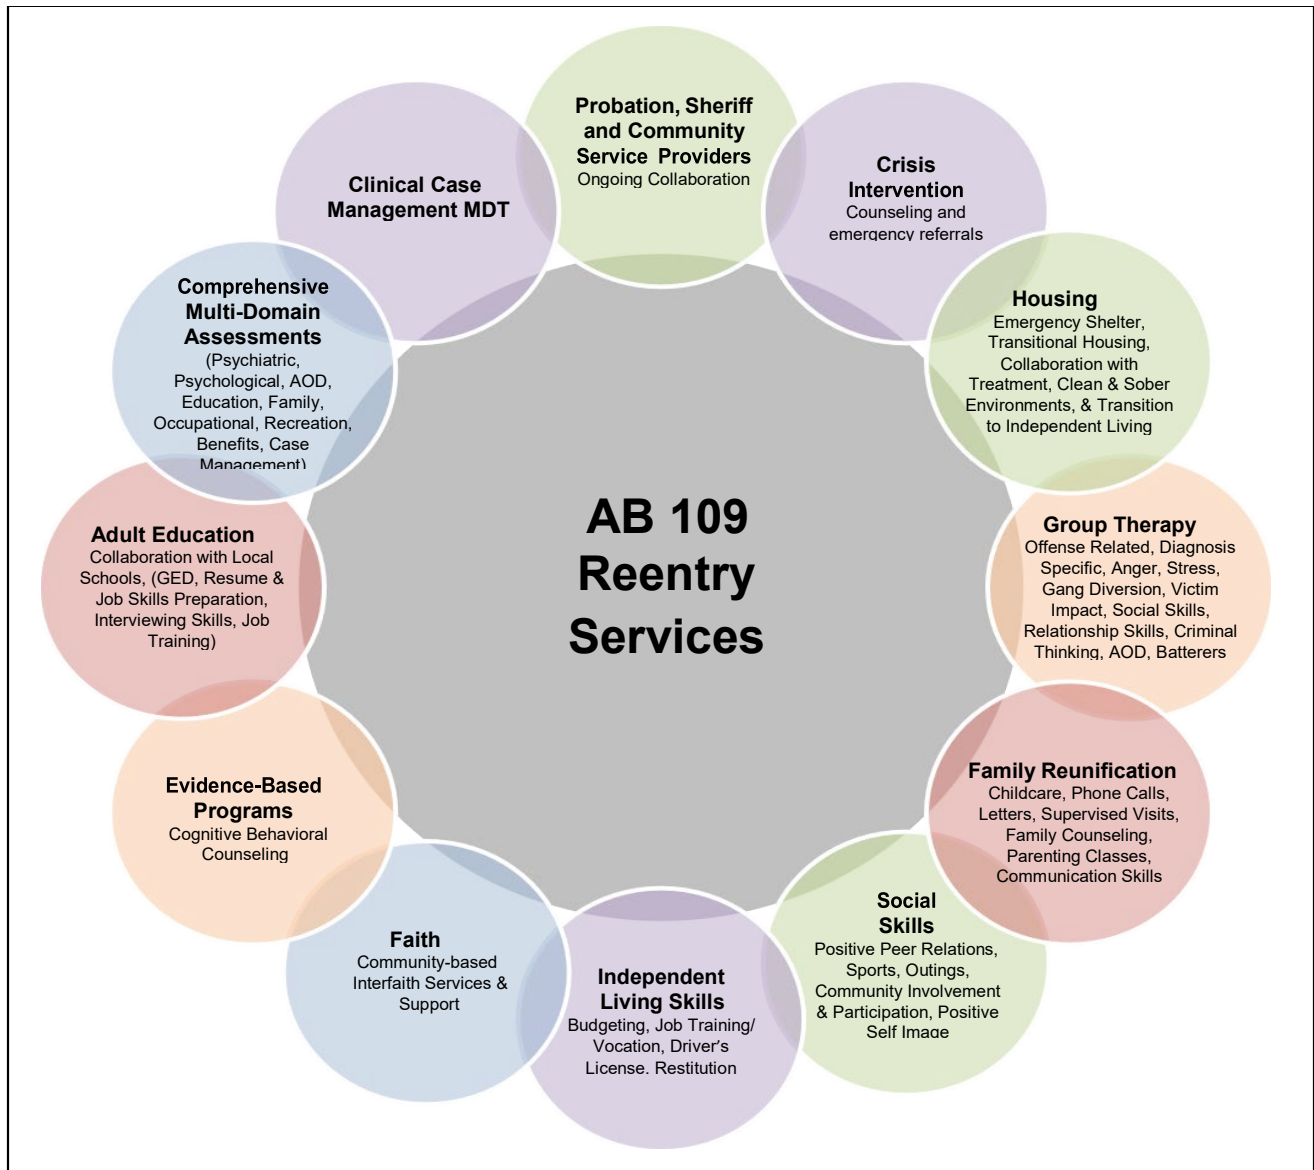 Probation, Sheriff
and Community
Service Providers
Ongoing Collaboration
Crisis
Intervention
Counseling and
emergency referrals
Housing
Emergency Shelter,
Transitional Housing,
Collaboration with
Treatment, Clean & Sober
Environments, & Transition
to Independent Living
Group Therapy
Offense Related, Diagnosis
Specific, Anger, Stress,
Gang Diversion, Victim
Impact, Social Skills,
Relationship Skills, Criminal
Thinking, AOD, Batterers
Family Reunification
Childcare, Phone Calls,
Letters, Supervised Visits,
Family Counseling,
Parenting Classes,
Communication Skills
Social
Skills
Positive Peer Relations,
Sports, Outings,
Community Involvement
& Participation, Positive
Self Image
Independent
Living Skills
Budgeting, Job Training/
Vocation, Driver's
License. Restitution
Faith
Community-based
Interfaith Services &
Support
Evidence-Based
Programs
Cognitive Behavioral
Counseling
Adult Education
Collaboration with Local
Schools, (GED, Resume &
Job Skills Preparation,
Interviewing Skills, Job
Training)
Comprehensive
Multi-Domain
Assessments
(Psychiatric,
Psychological, AOD,
Education, Family,
Occupational, Recreation,
Benefits, Case
Management)
Clinical Case
Management MDT
AB 109
Reentry
Services